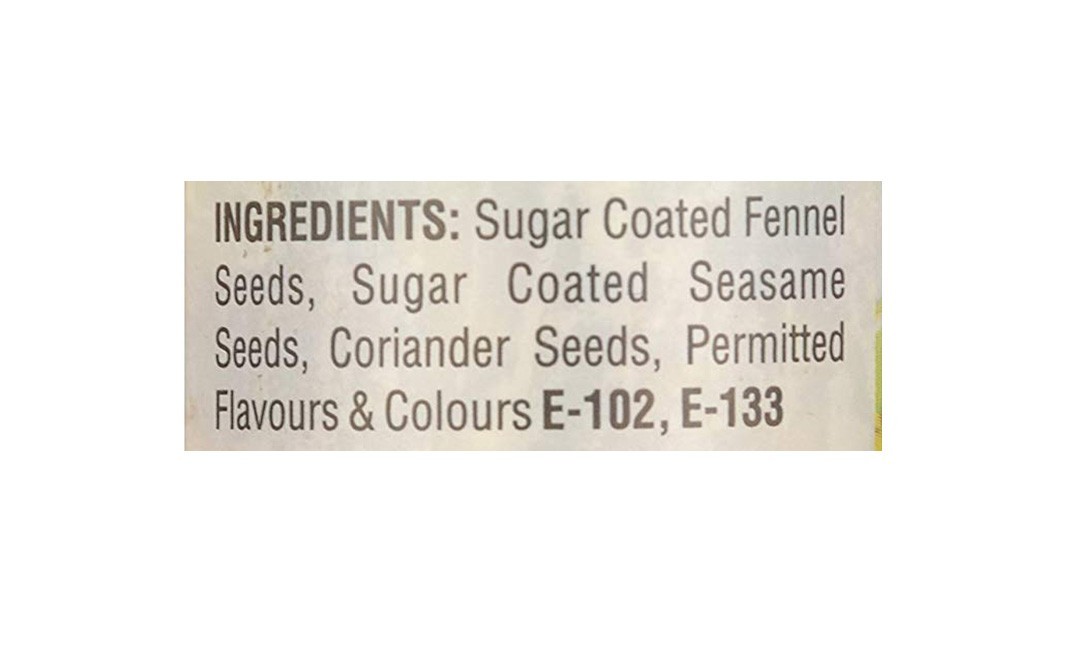 INGREDIENTS: Sugar Coated Fennel
Seeds, Sugar Coated Seasame
Seeds, Coriander Seeds, Permitted
Flavours & Colours E-102, E-133